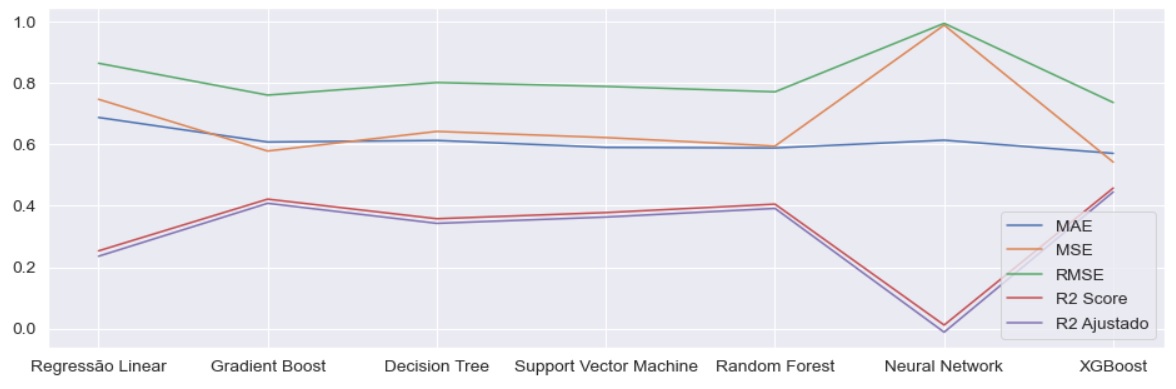 1.0
0.8
0.6
0.4
0.2
0.0
MAE
MSE
RMSE
R2 Score
R2 Ajustado
Regressão Linear Gradient Boost Decision Tree Support Vector Machine Random Forest Neural Network XGBoost